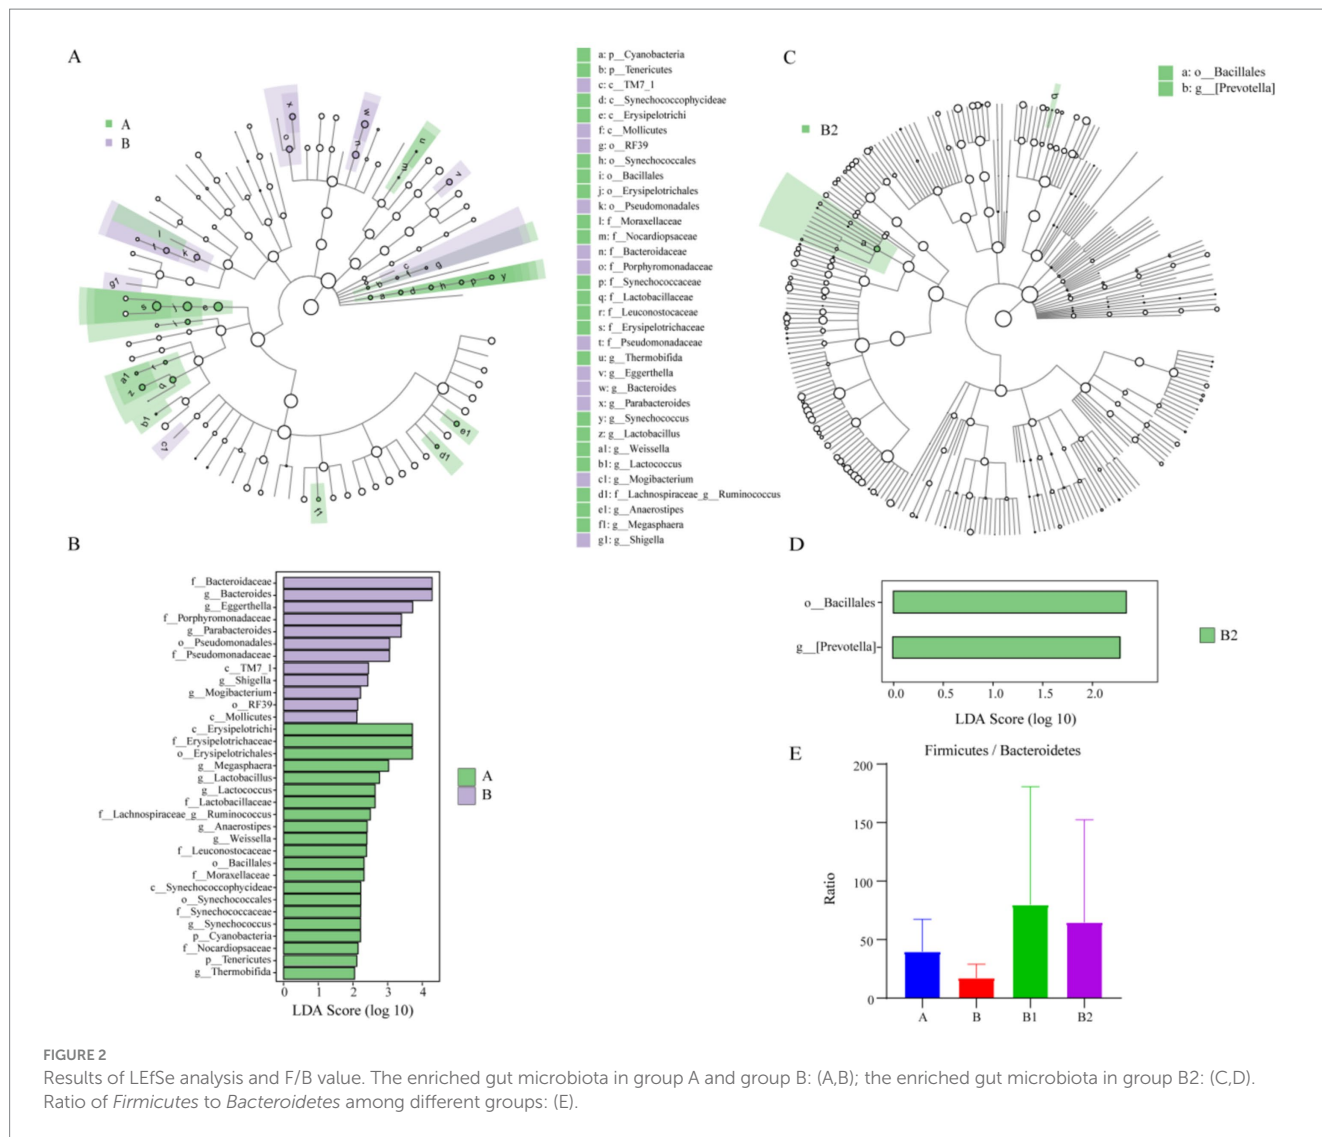 A
A
B
x
o
w
n
u
m
v
l
t
k
g1
s
j
e
i
a1
r
z
q
b1
c1
f1
d1
e1
b
c
f
g
a
d
h
p
y
a: p__Cyanobacteria
b: p__Tenericutes
c: c__TM7_1
d: c__Synechococcophycideae
e: c__Erysipelotrichi
f: c__Mollicutes
g: o__RF39
h: o__Synechococcales
i: o__Bacillales
j: o__Erysipelotrichales
k: o__Pseudomonadales
l: f__Moraxellaceae
m: f__Nocardiopsaceae
n: f__Bacteroidaceae
o: f__Porphyromonadaceae
p: f__Synechococcaceae
q: f__Lactobacillaceae
r: f__Leuconostocaceae
s: f__Erysipelotrichaceae
t: f__Pseudomonadaceae
u: g__Thermobifida
v: g__Eggerthella
w: g__Bacteroides
x: g__Parabacteroides
y: g__Synechococcus
z: g__Lactobacillus
a1: g__Weissella
b1: g__Lactococcus
c1: g__Mogibacterium
d1: f__Lachnospiraceae_g__Ruminococcus
e1: g__Anaerostipes
f1: g__Megasphaera
g1: g__Shigella
C
a: o__Bacillales
b: g__[Prevotella]
B2
b
a
B
f__Bacteroidaceae
g__Bacteroides
g__Eggerthella
f__Porphyromonadaceae
g__Parabacteroides
o__Pseudomonadales
f__Pseudomonadaceae
c__TM7_1
g__Shigella
g__Mogibacterium
o__RF39
c__Mollicutes
c__Erysipelotrichi
f__Erysipelotrichaceae
o__Erysipelotrichales
g__Megasphaera
g__Lactobacillus
g__Lactococcus
f__Lactobacillaceae
f__Lachnospiraceae_g__Ruminococcus
g__Anaerostipes
g__Weissella
f__Leuconostocaceae
o__Bacillales
f__Moraxellaceae
c__Synechococcophycideae
o__Synechococcales
f__Synechococcaceae
g__Synechococcus
p__Cyanobacteria
f__Nocardiopsaceae
p__Tenericutes
g__Thermobifida
0 1 2 3 4
LDA Score (log 10)
A
B
D
o__Bacillales
g__[Prevotella]
0.0 0.5 1.0 1.5 2.0
LDA Score (log 10)
B2
E
Firmicutes / Bacteroidetes
200
150
100
50
0
Ratio
A B B1 B2
FIGURE 2
Results of LEfSe analysis and F/B value. The enriched gut microbiota in group A and group B: (A,B); the enriched gut microbiota in group B2: (C,D).
Ratio of Firmicutes to Bacteroidetes among different groups: (E).